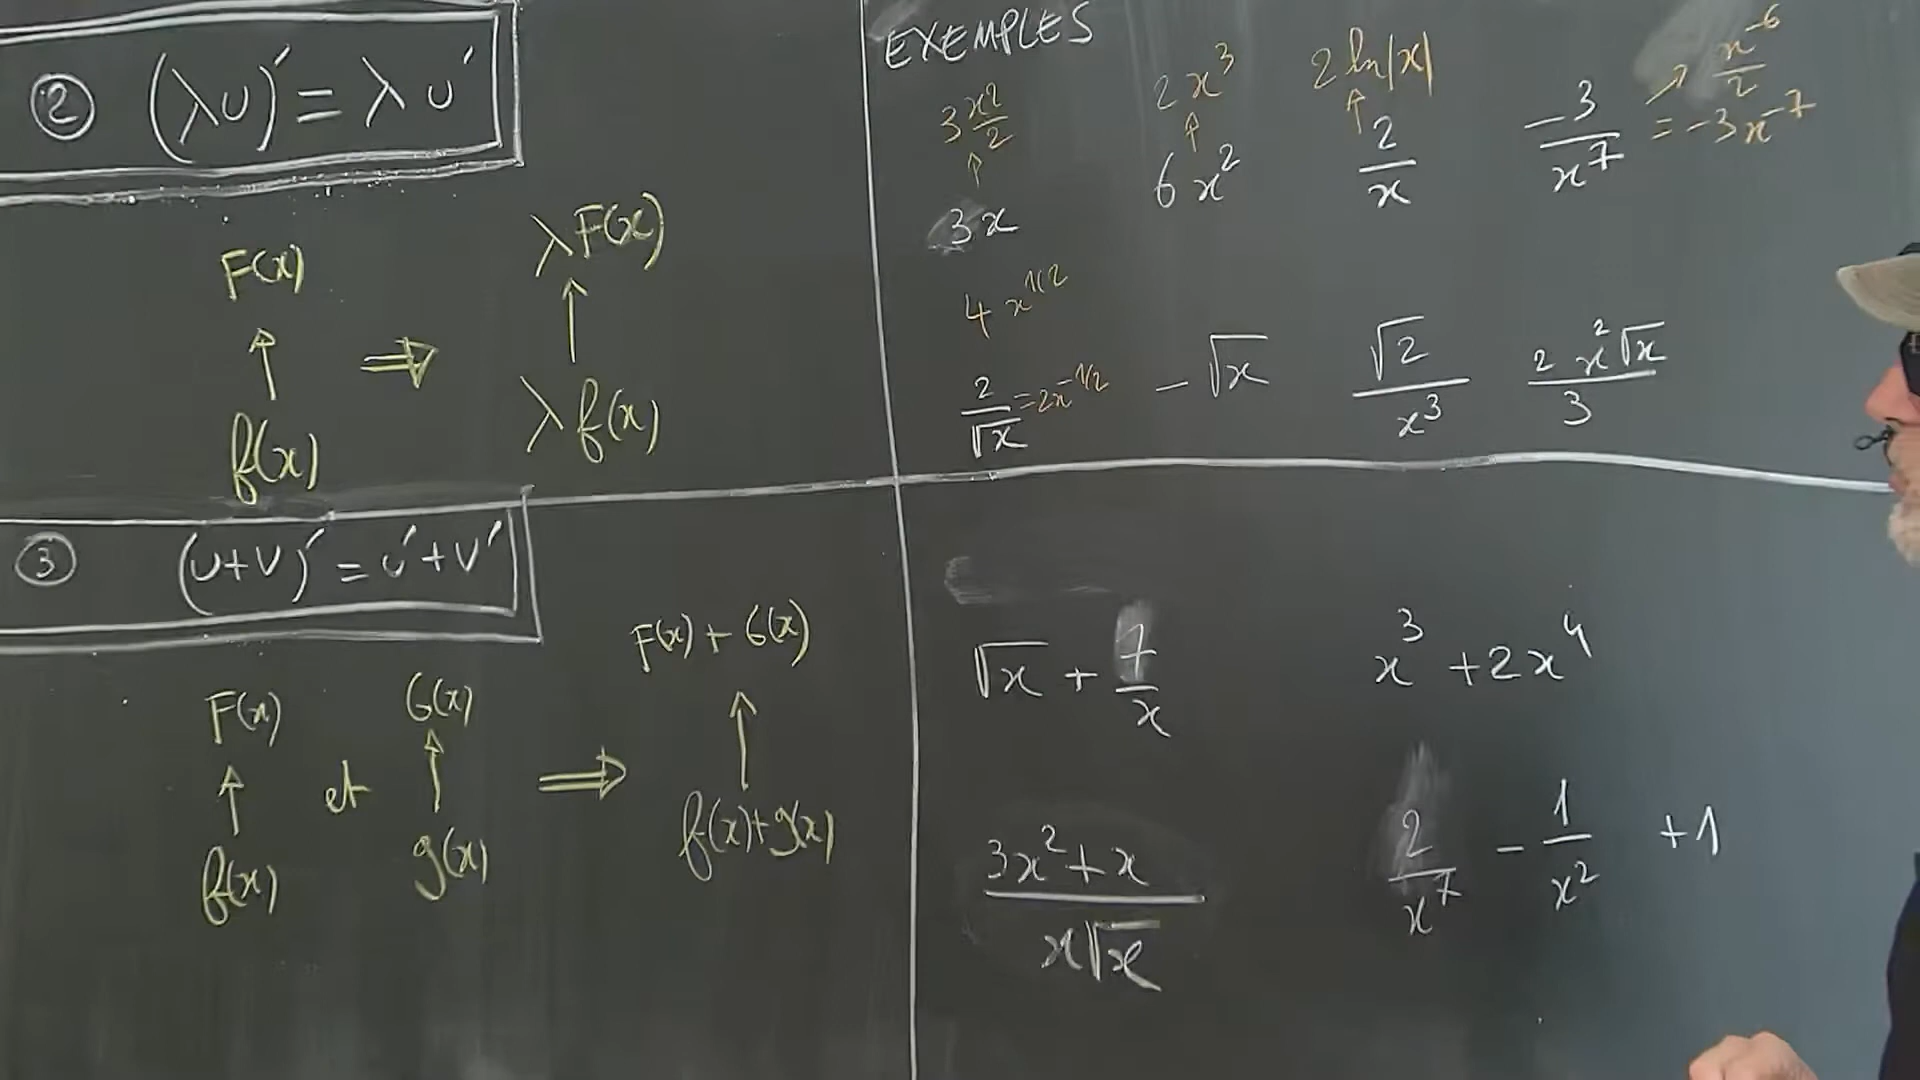 ② (λu)′ = λu′
F(x)
↑
f(x)
⇒
λF(x)
↑
λf(x)
EXEMPLES
3x²/2 2x³ 2ln|x| → x⁻⁶/2
↑ ↑ ↑
3x 6x² 2/x -3/x⁷ = -3x⁻⁷
4x^1/2
2/√x = 2x^-1/2 - √x √2/x³ 2x²√x/3
③ (u+v)′ = u′+v′
F(x) G(x) F(x) + G(x)
↑ et ↑ ⇒ ↑
f(x) g(x) f(x)+g(x)
√x + 7/x x³ + 2x⁴
(3x²+x)/(x√x) 2/x⁷ - 1/x² + 1